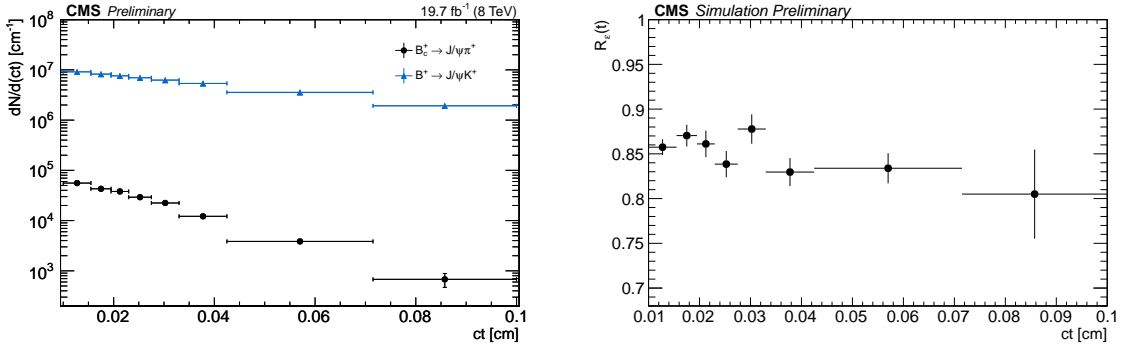 CMS Preliminary 19.7 fb⁻¹ (8 TeV)
dN/d(ct) [cm⁻¹]
10⁸
10⁷
10⁶
10⁵
10⁴
10³
B_c⁺ → J/ψπ⁺
B⁺ → J/ψK⁺
0.02 0.04 0.06 0.08 0.1
ct [cm]
CMS Simulation Preliminary
R_ε(t)
1
0.95
0.9
0.85
0.8
0.75
0.7
0.01 0.02 0.03 0.04 0.05 0.06 0.07 0.08 0.09 0.1
ct [cm]